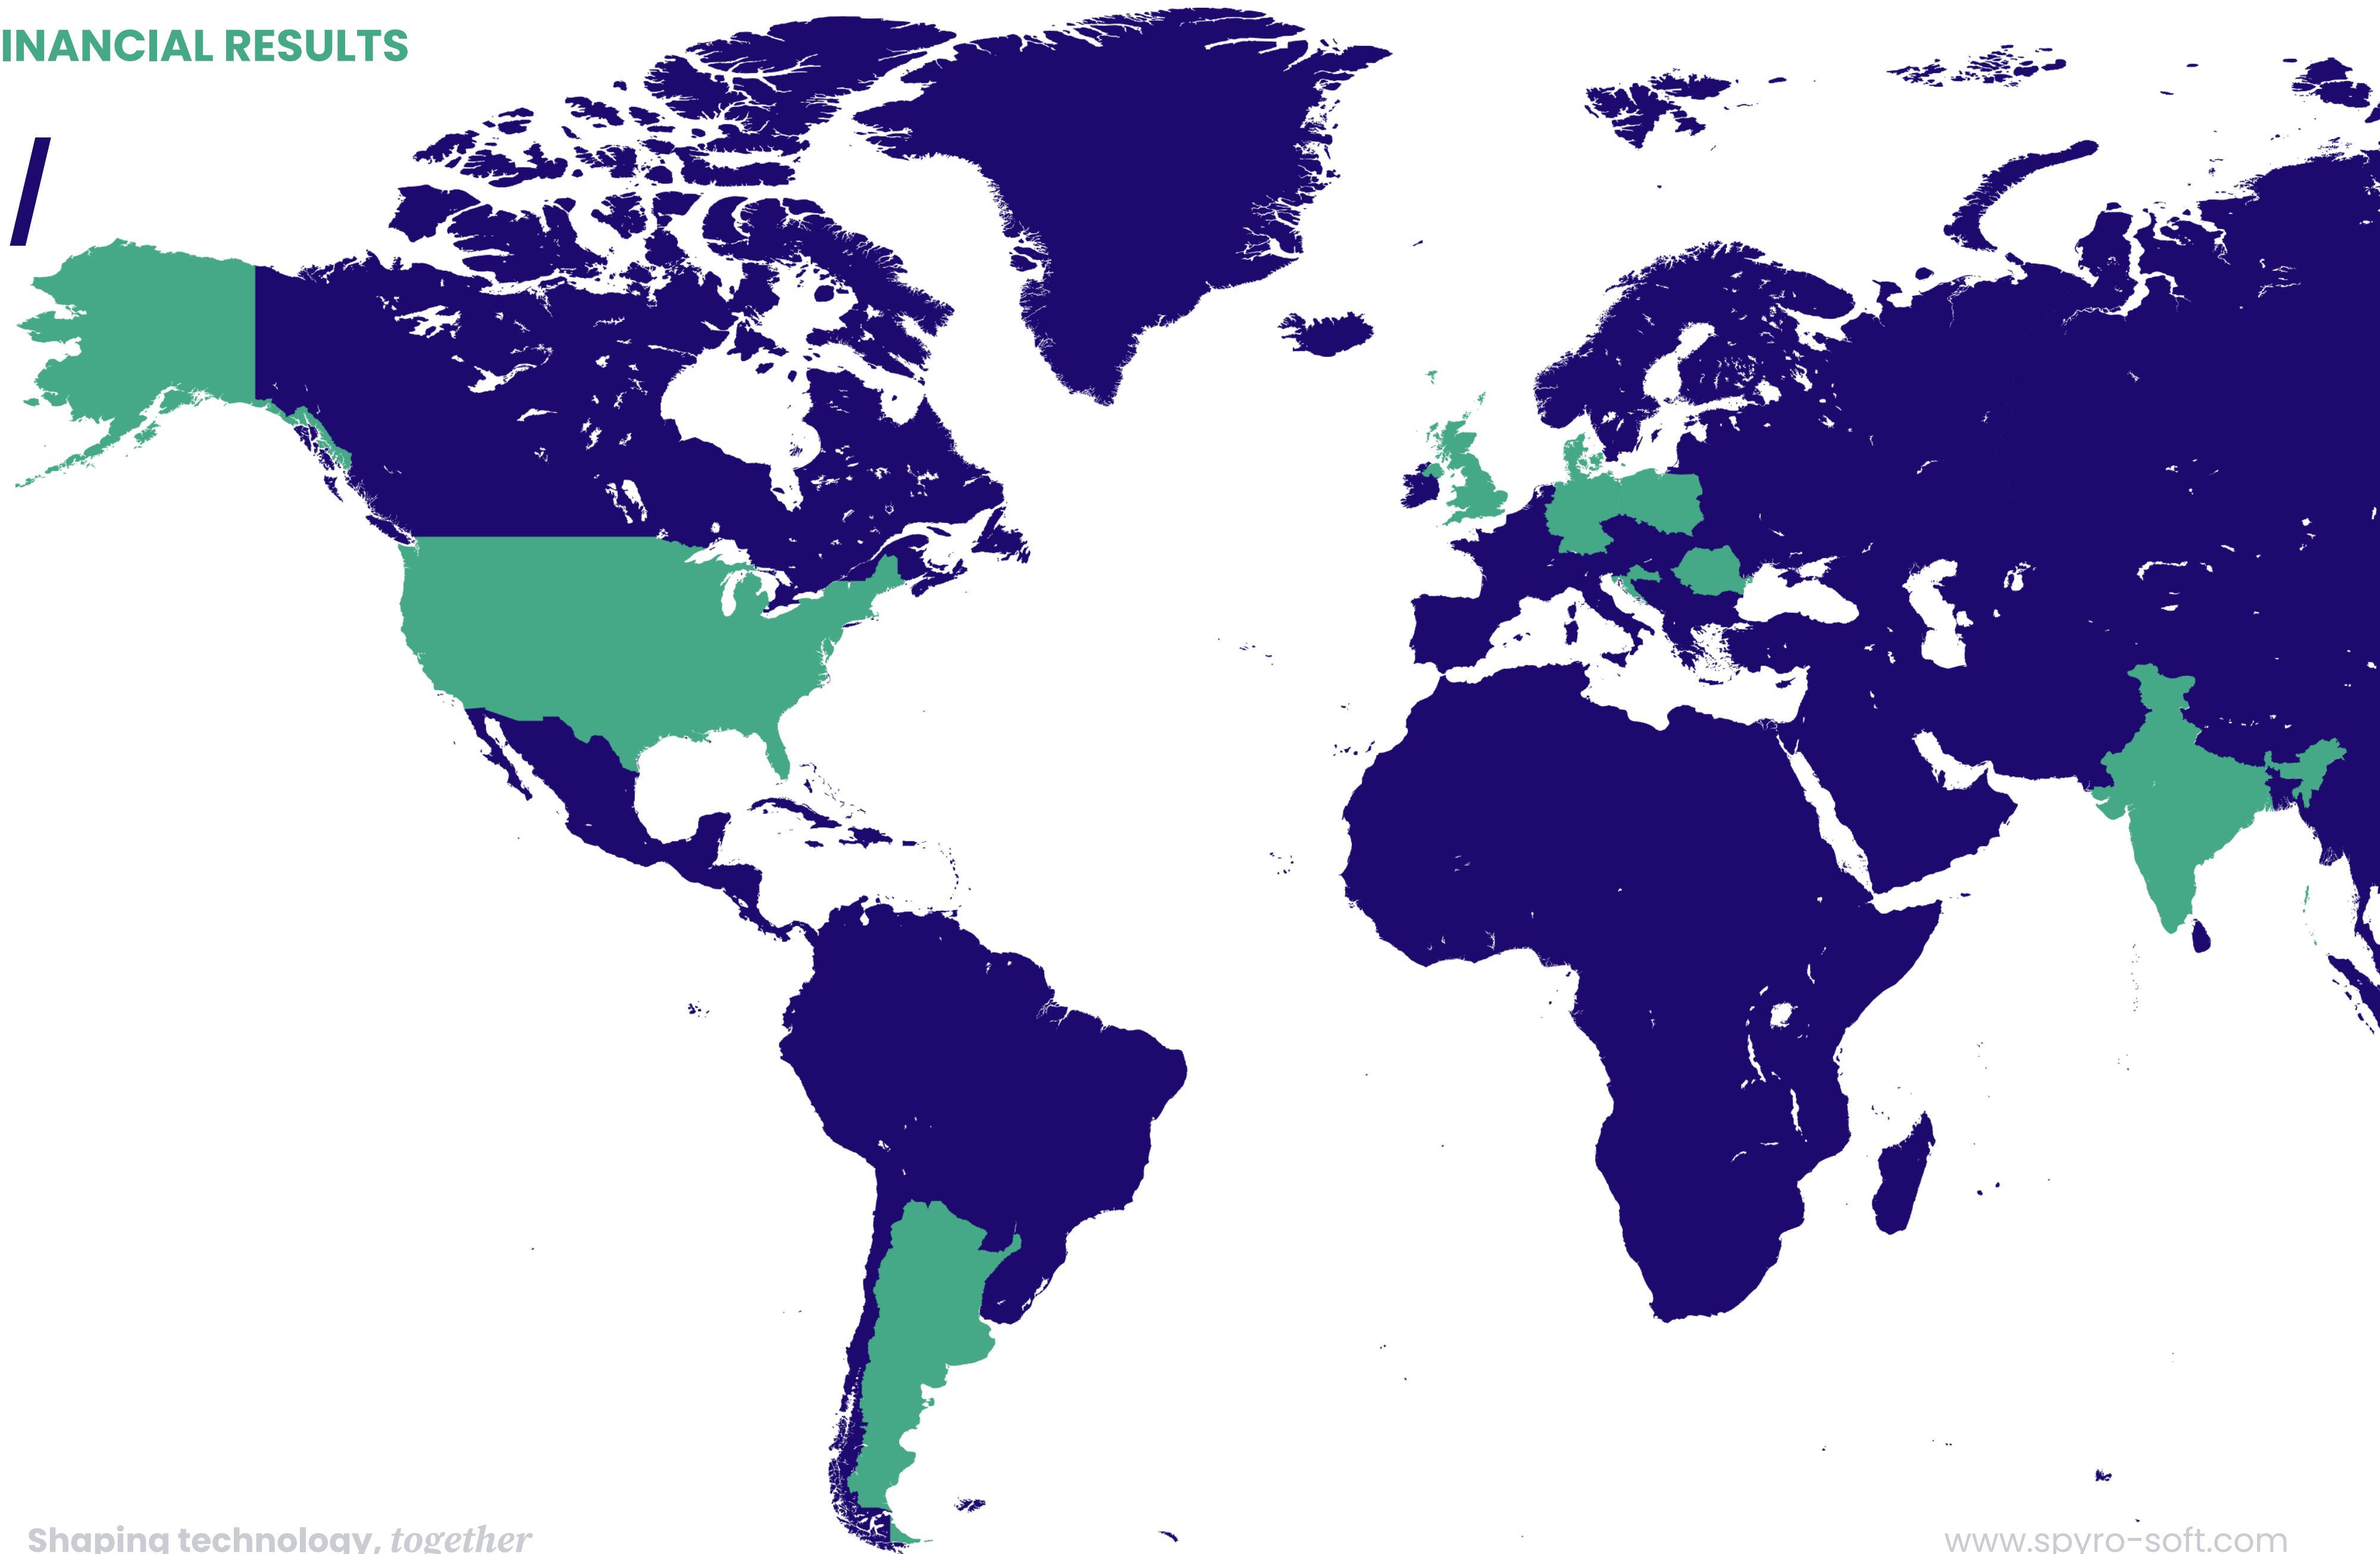 INANCIAL RESULTS
/
Shaping technology, together
www.spyro-soft.com